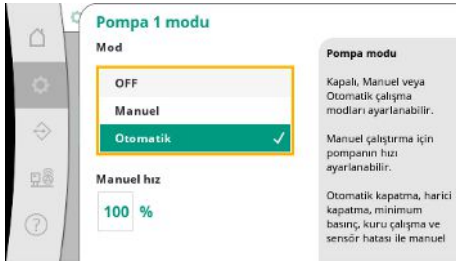 Pompa 1 modu
Mod
OFF
Manuel
Otomatik
Manuel hız
100 %
Pompa modu
Kapalı, Manuel veya
Otomatik çalışma
modları ayarlanabilir.
Manuel çalıştırma için
pompanın hızı
ayarlanabilir.
Otomatik kapatma, harici
kapatma, minimum
basınç, kuru çalışma ve
sensör hatası ile manuel